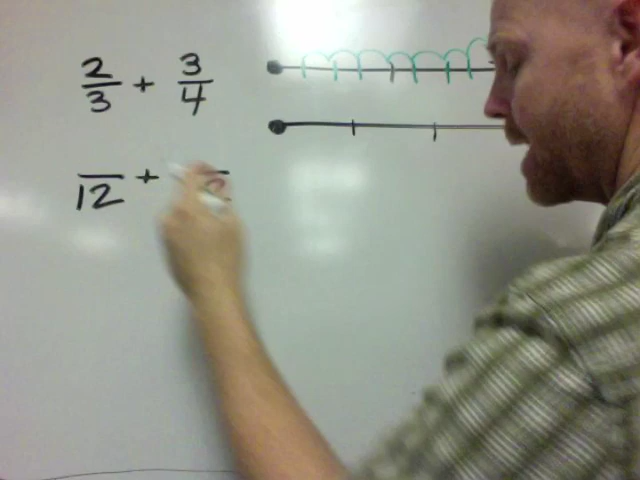 2/3 + 3/4
/12 +